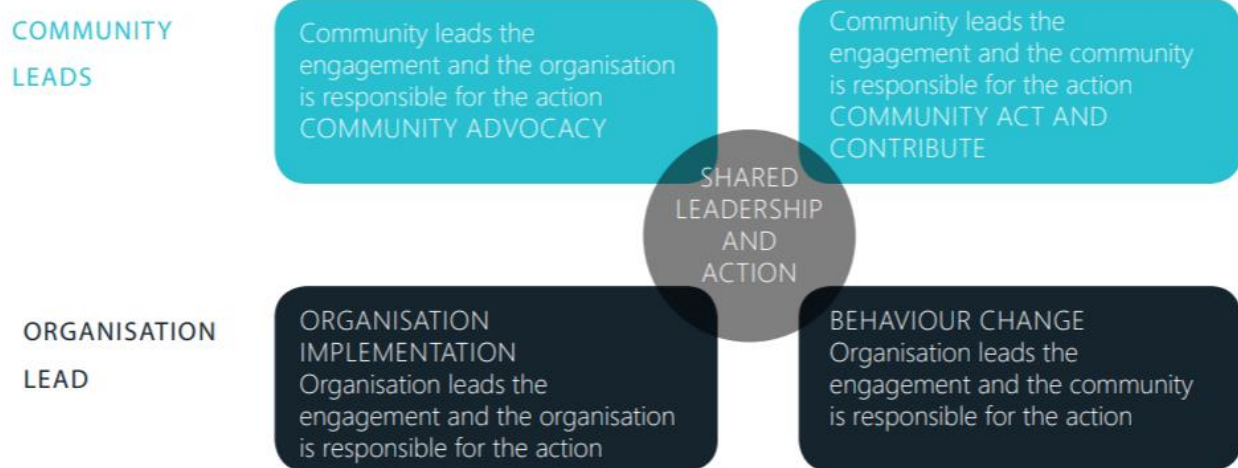 COMMUNITY
LEADS
Community leads the
engagement and the organisation
is responsible for the action
COMMUNITY ADVOCACY
Community leads the
engagement and the community
is responsible for the action
COMMUNITY ACT AND
CONTRIBUTE
SHARED
LEADERSHIP
AND
ACTION
ORGANISATION
LEAD
ORGANISATION
IMPLEMENTATION
Organisation leads the
engagement and the organisation
is responsible for the action
BEHAVIOUR CHANGE
Organisation leads the
engagement and the community
is responsible for the action